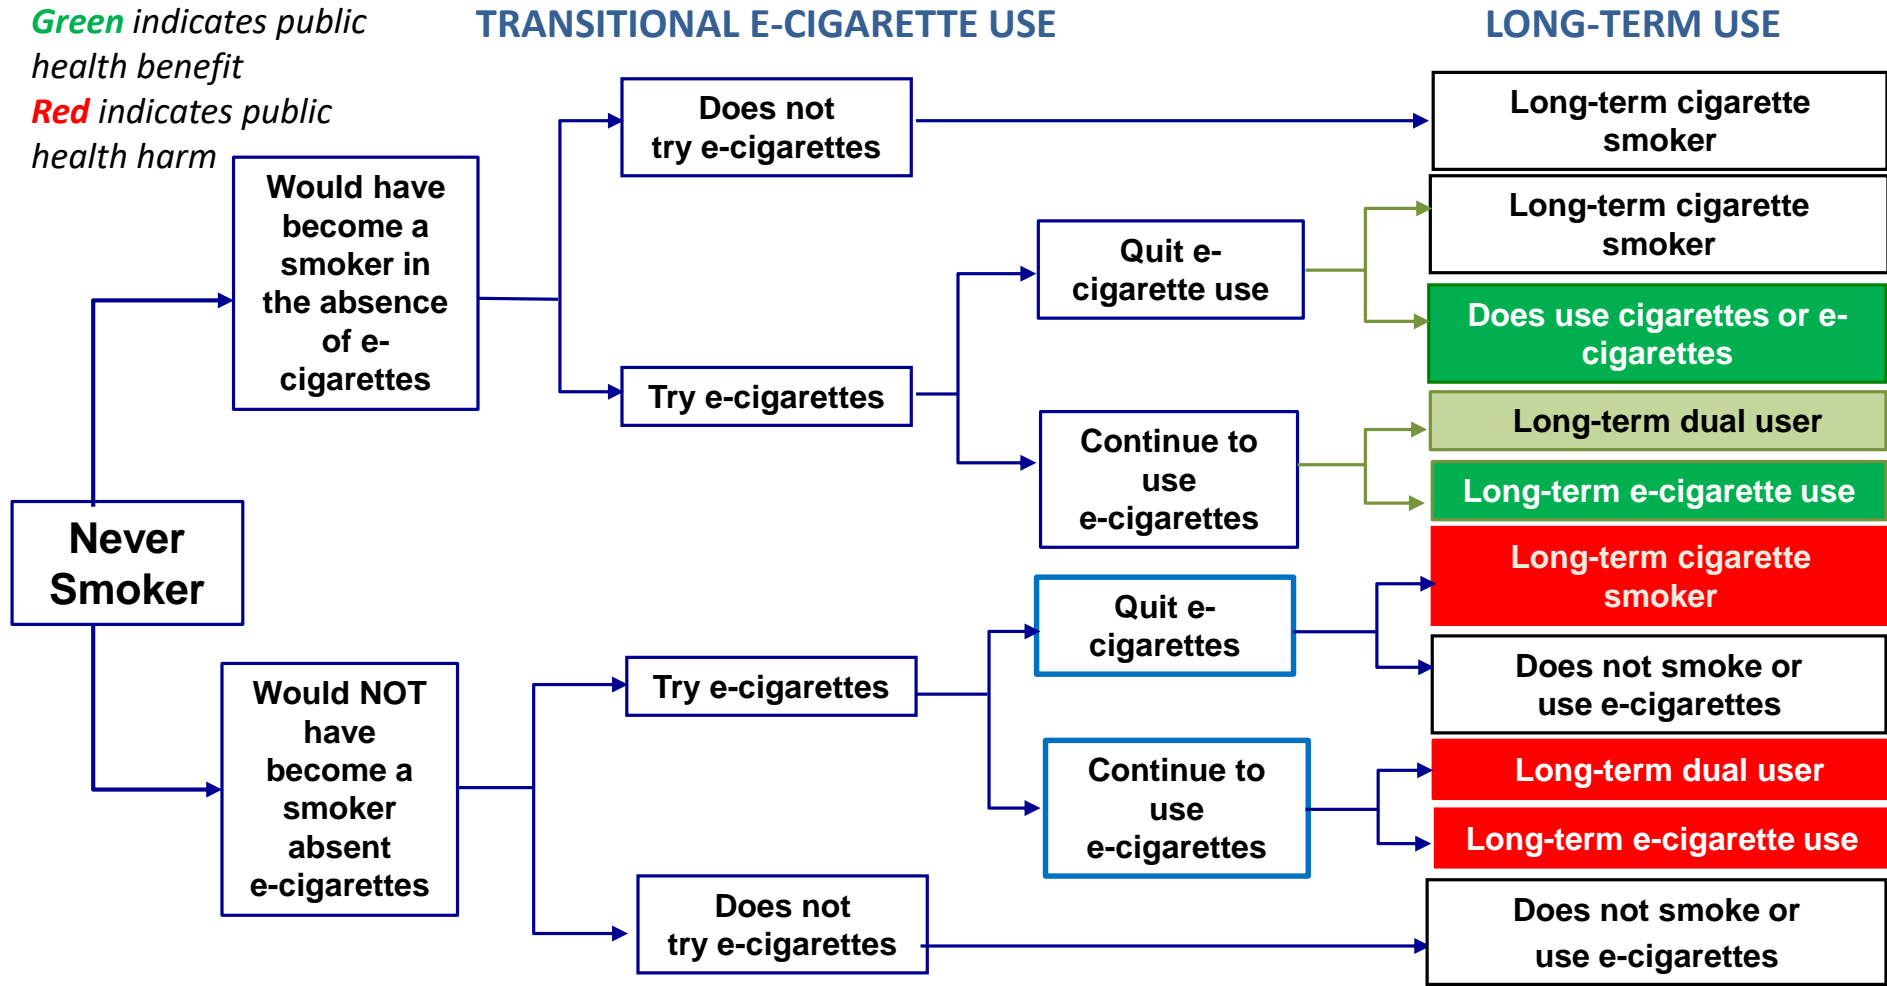 Green indicates public
health benefit
Red indicates public
health harm
TRANSITIONAL E-CIGARETTE USE
LONG-TERM USE
Never
Smoker
Would have
become a
smoker in
the absence
of e-
cigarettes
Does not
try e-cigarettes
Try e-cigarettes
Quit e-
cigarette use
Continue to
use
e-cigarettes
Long-term cigarette
smoker
Long-term cigarette
smoker
Does use cigarettes or e-
cigarettes
Long-term dual user
Long-term e-cigarette use
Would NOT
have
become a
smoker
absent
e-cigarettes
Try e-cigarettes
Does not
try e-cigarettes
Quit e-
cigarettes
Continue to
use
e-cigarettes
Long-term cigarette
smoker
Does not smoke or
use e-cigarettes
Long-term dual user
Long-term e-cigarette use
Does not smoke or
use e-cigarettes